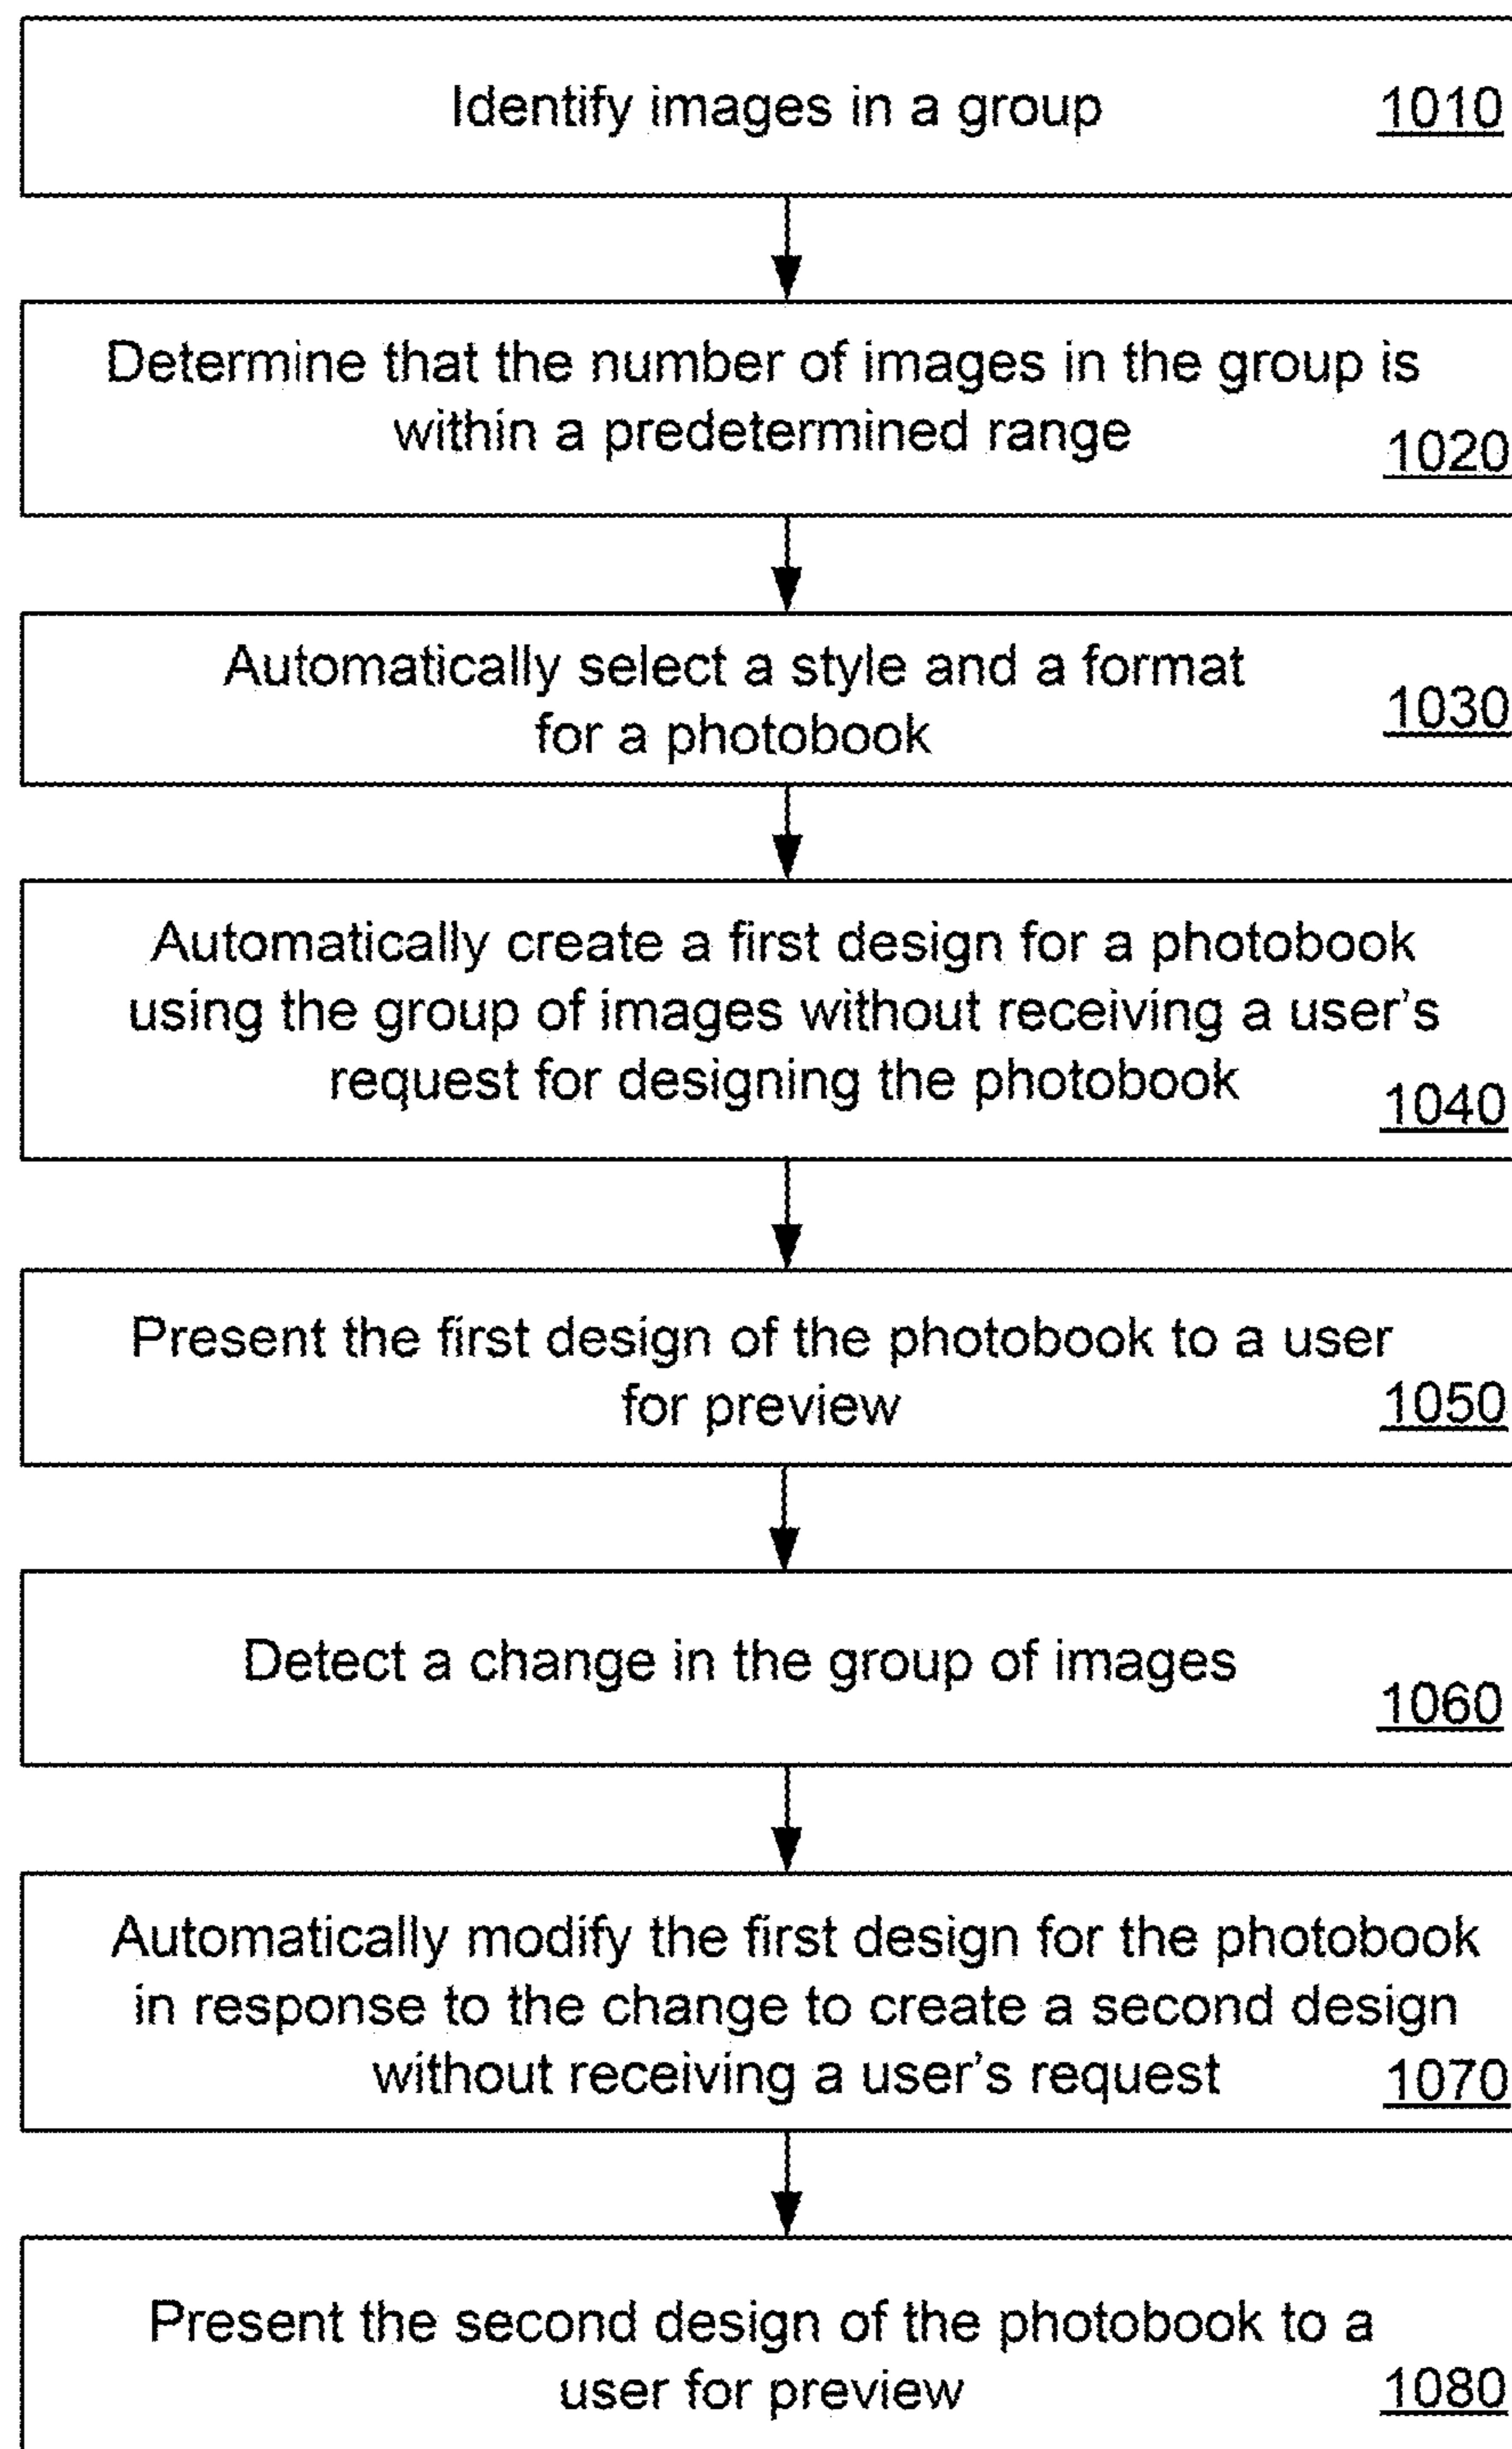 Identify images in a group 1010
Determine that the number of images in the group is
within a predetermined range
1020
Automatically select a style and a format
for a photobook
1030
Automatically create a first design for a photobook
using the group of images without receiving a user's
request for designing the photobook
1040
Present the first design of the photobook to a user
for preview 1050
Detect a change in the group of images
1060
Automatically modify the first design for the photobook
in response to the change to create a second design
without receiving a user's request 1070
Present the second design of the photobook to a
user for preview 1080